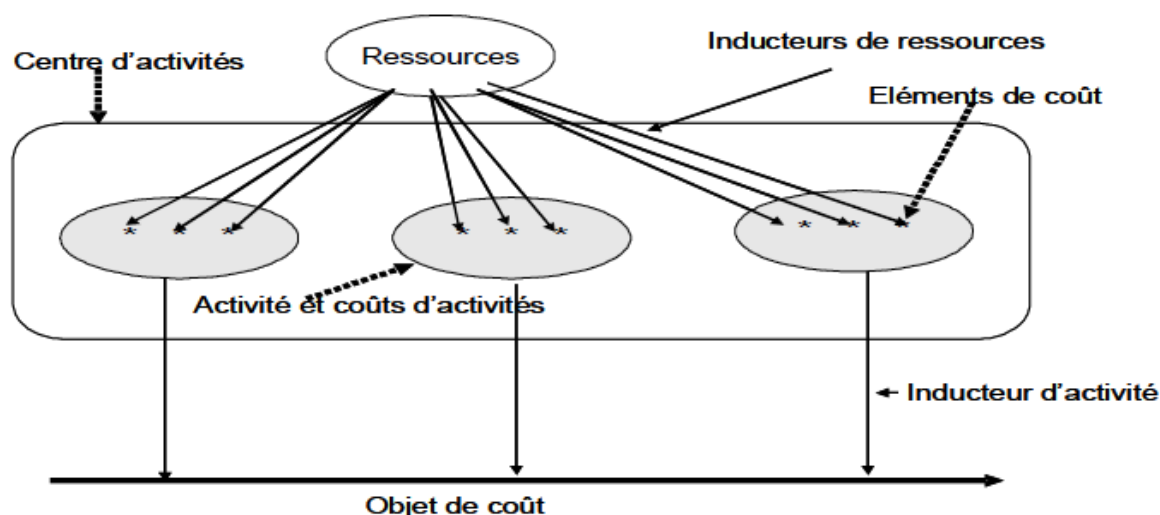 Ressources
Inducteurs de ressources
Centre d'activités
Eléments de coût
* * *
* * *
* * *
Activité et coûts d'activités
Inducteur d'activité
Objet de coût